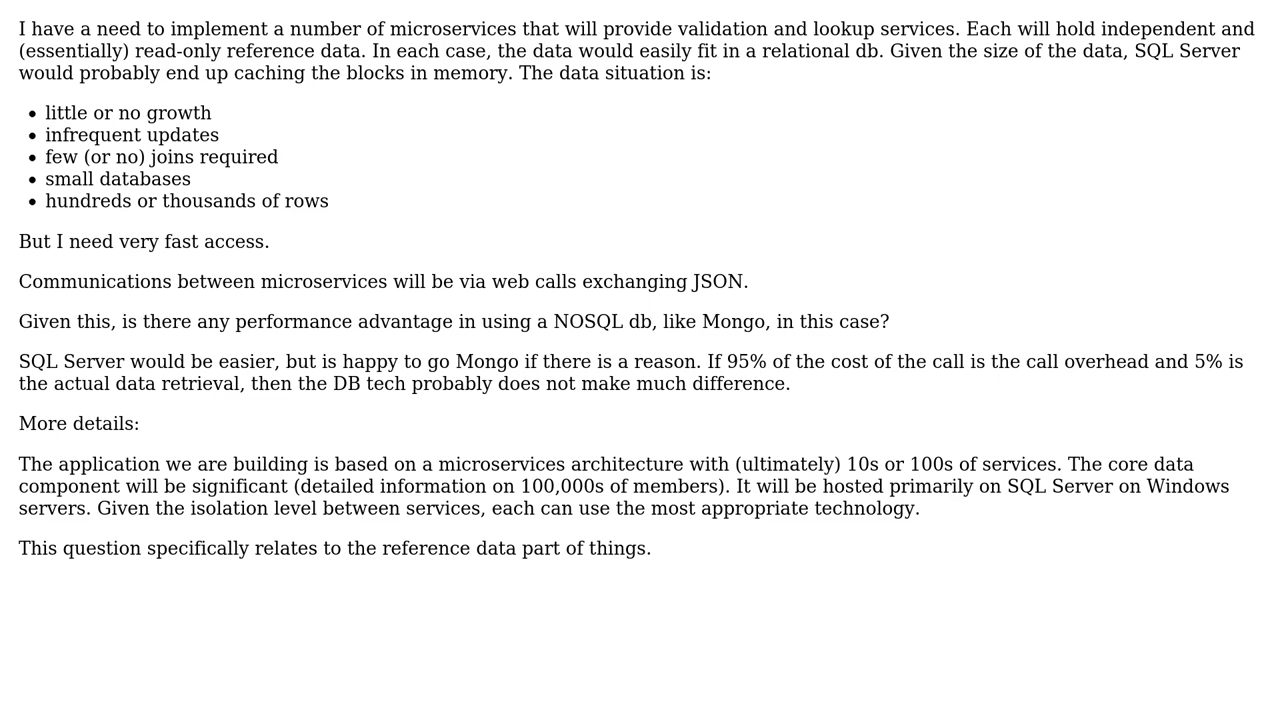 I have a need to implement a number of microservices that will provide validation and lookup services. Each will hold independent and
(essentially) read-only reference data. In each case, the data would easily fit in a relational db. Given the size of the data, SQL Server
would probably end up caching the blocks in memory. The data situation is:
• little or no growth
• infrequent updates
• few (or no) joins required
• small databases
• hundreds or thousands of rows
But I need very fast access.
Communications between microservices will be via web calls exchanging JSON.
Given this, is there any performance advantage in using a NOSQL db, like Mongo, in this case?
SQL Server would be easier, but is happy to go Mongo if there is a reason. If 95% of the cost of the call is the call overhead and 5% is
the actual data retrieval, then the DB tech probably does not make much difference.
More details:
The application we are building is based on a microservices architecture with (ultimately) 10s or 100s of services. The core data
component will be significant (detailed information on 100,000s of members). It will be hosted primarily on SQL Server on Windows
servers. Given the isolation level between services, each can use the most appropriate technology.
This question specifically relates to the reference data part of things.